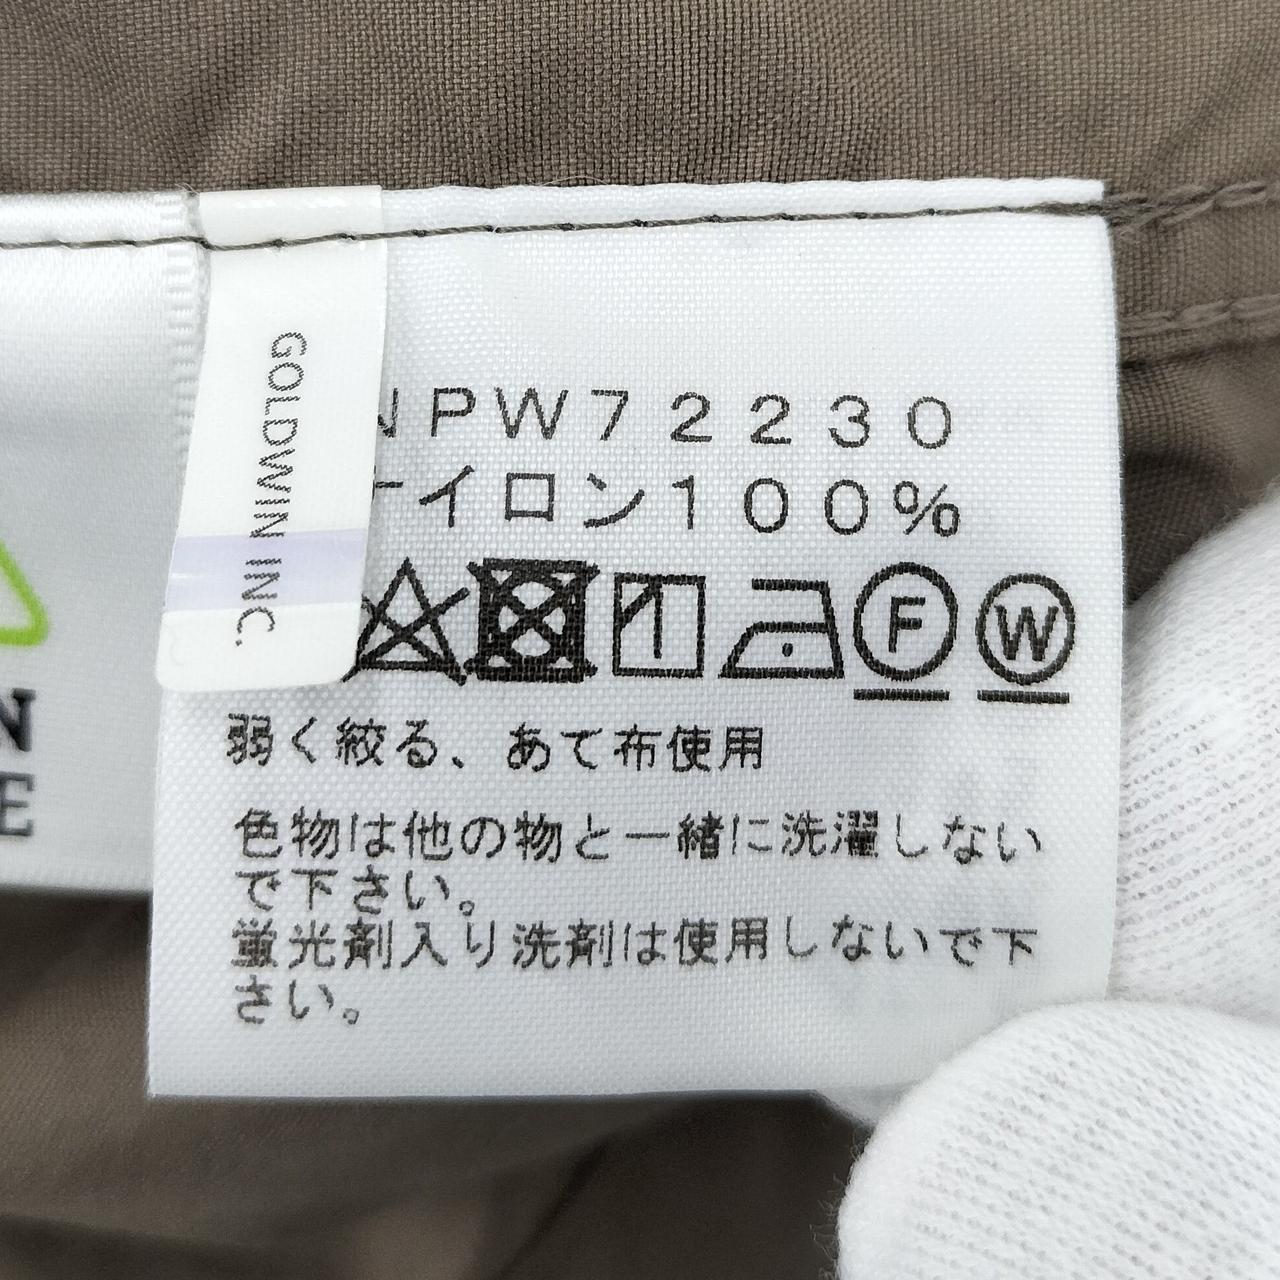 GOLDWIN INC.
NPW72230
ナイロン100%
F
W
弱く絞る、あて布使用
色物は他の物と一緒に洗濯しない
で下さい。
蛍光剤入り洗剤は使用しないで下
さい。
N
E